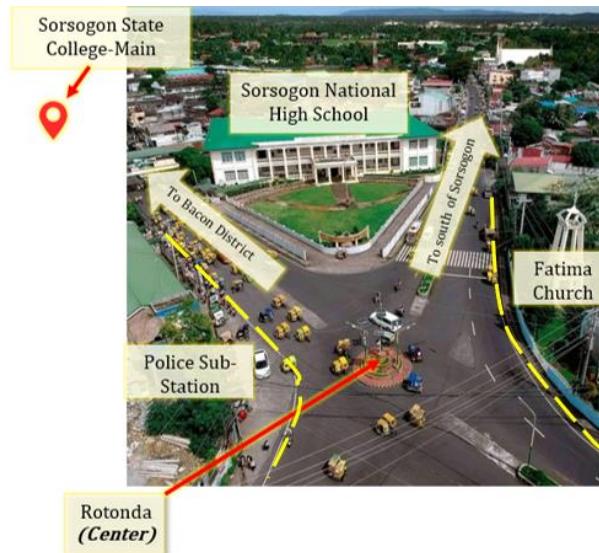 Sorsogon State
College-Main
Sorsogon National
High School
To Bacon District
To south of Sorsogon
Fatima
Church
Police Sub-
Station
Rotonda
(Center)